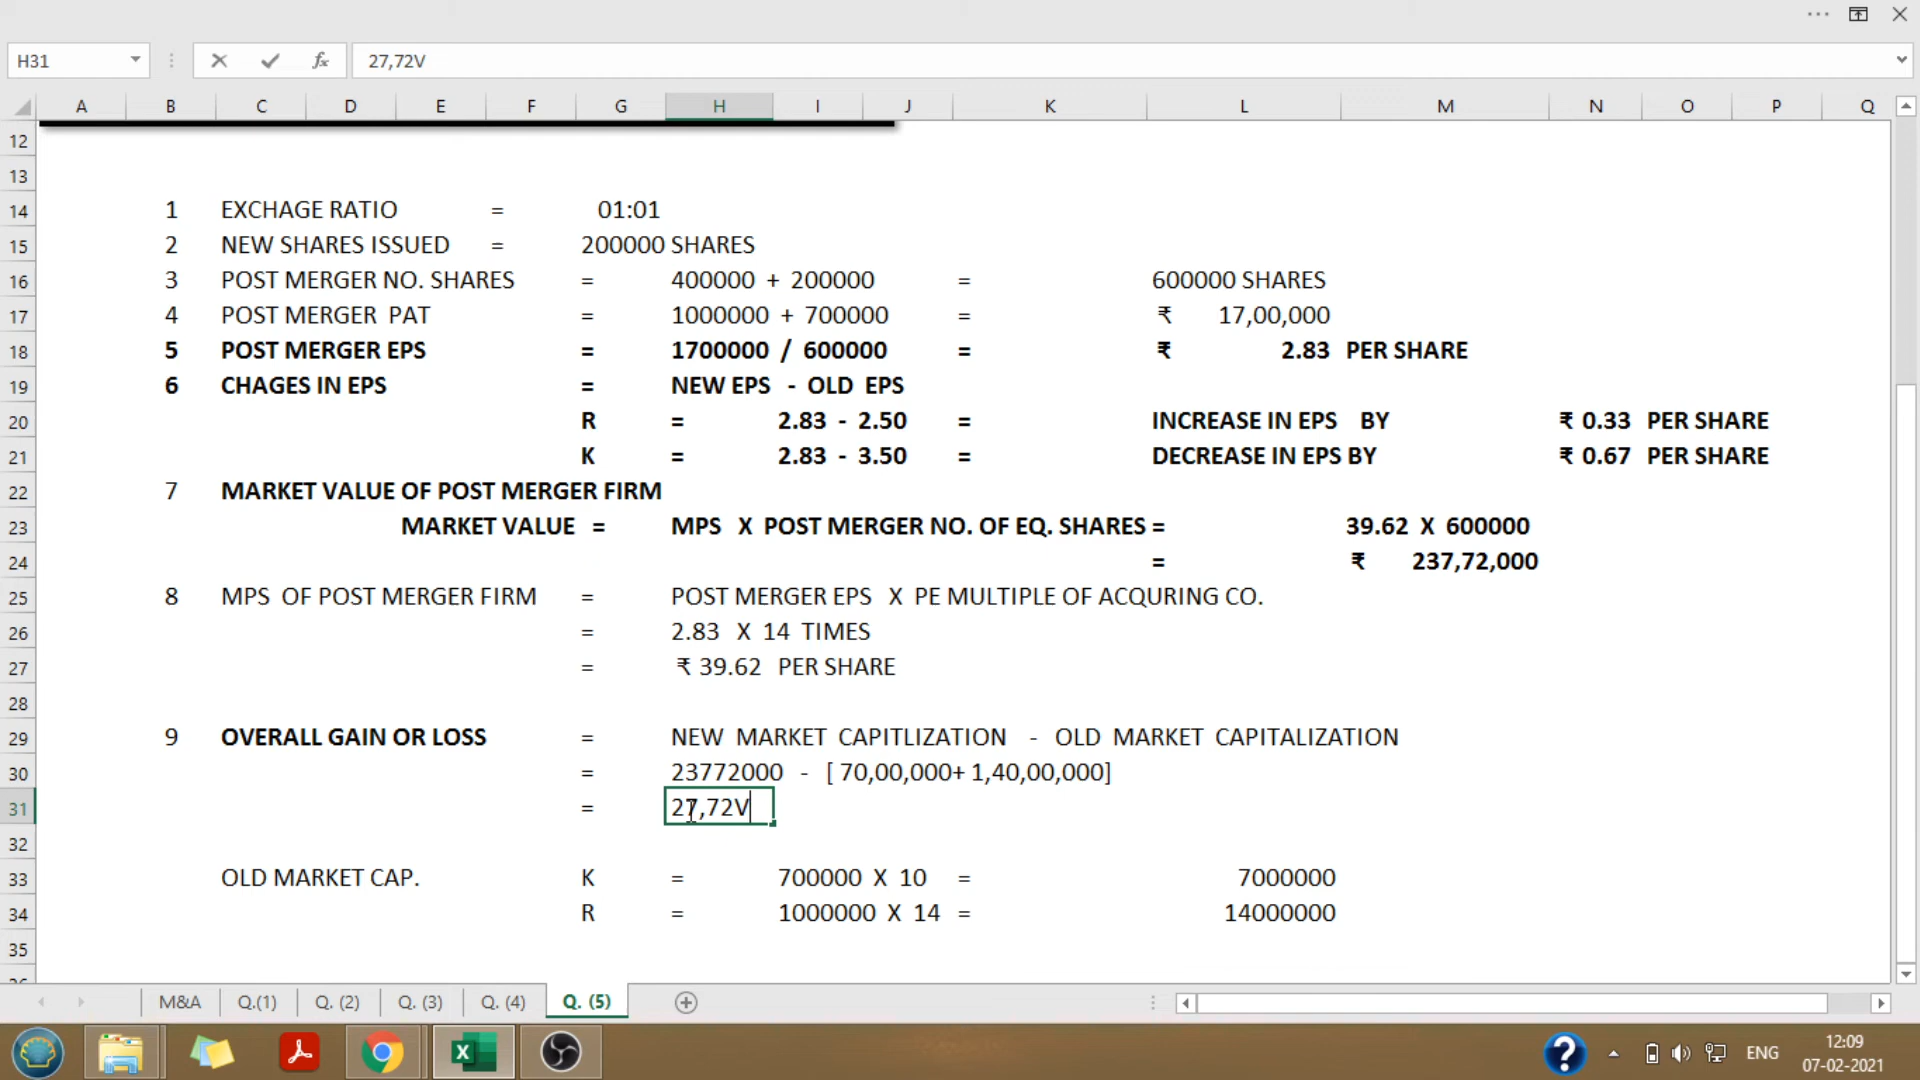 H31 fx 27,72V
A B C D E F G H I J K L M N O P Q
12
13
14 1 EXCHAGE RATIO = 01:01
15 2 NEW SHARES ISSUED = 200000 SHARES
16 3 POST MERGER NO. SHARES = 400000 + 200000 = 600000 SHARES
17 4 POST MERGER PAT = 1000000 + 700000 = ₹ 17,00,000
18 5 POST MERGER EPS = 1700000 / 600000 = ₹ 2.83 PER SHARE
19 6 CHAGES IN EPS = NEW EPS - OLD EPS
20 R = 2.83 - 2.50 = INCREASE IN EPS BY ₹ 0.33 PER SHARE
21 K = 2.83 - 3.50 = DECREASE IN EPS BY ₹ 0.67 PER SHARE
22 7 MARKET VALUE OF POST MERGER FIRM
23 MARKET VALUE = MPS X POST MERGER NO. OF EQ. SHARES = 39.62 X 600000
24 = ₹ 237,72,000
25 8 MPS OF POST MERGER FIRM = POST MERGER EPS X PE MULTIPLE OF ACQURING CO.
26 = 2.83 X 14 TIMES
27 = ₹ 39.62 PER SHARE
28
29 9 OVERALL GAIN OR LOSS = NEW MARKET CAPITLIZATION - OLD MARKET CAPITALIZATION
30 = 23772000 - [ 70,00,000+ 1,40,00,000]
31 = 27,72V
32
33 OLD MARKET CAP. K = 700000 X 10 = 7000000
34 R = 1000000 X 14 = 14000000
35
M&A Q.(1) Q. (2) Q. (3) Q. (4) Q. (5)
ENG 12:09
07-02-2021